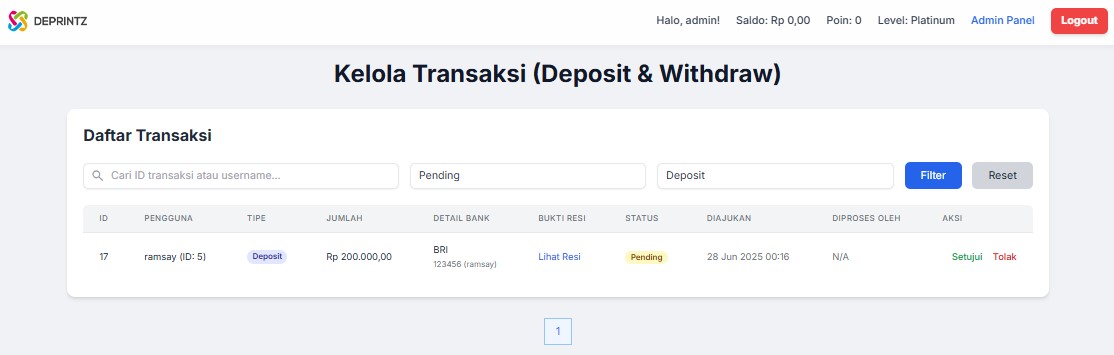 DEPRINTZ
Halo, admin! Saldo: Rp 0,00 Poin: 0 Level: Platinum Admin Panel Logout
Kelola Transaksi (Deposit & Withdraw)
Daftar Transaksi
Cari ID transaksi atau username... Pending Deposit Filter Reset
ID PENGGUNA TIPE JUMLAH DETAIL BANK BUKTI RESI STATUS DIAJUKAN DIPROSES OLEH AKSI
17 ramsay (ID: 5) Deposit Rp 200.000,00 BRI Lihat Resi Pending 28 Jun 2025 00:16 N/A Setujui Tolak
123456 (ramsay)
1